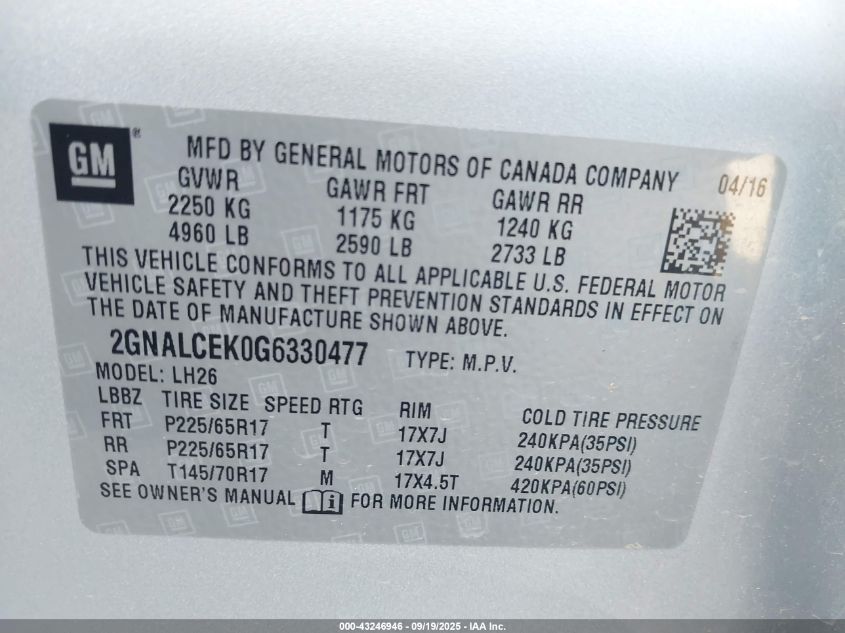 GM ®
MFD BY GENERAL MOTORS OF CANADA COMPANY 04/16
GVWR GAWR FRT GAWR RR
2250 KG 1175 KG 1240 KG
4960 LB 2590 LB 2733 LB
THIS VEHICLE CONFORMS TO ALL APPLICABLE U.S. FEDERAL MOTOR
VEHICLE SAFETY AND THEFT PREVENTION STANDARDS IN EFFECT ON
THE DATE OF MANUFACTURE SHOWN ABOVE.
2GNALCEK0G6330477 TYPE: M.P.V.
MODEL: LH26
LBBZ TIRE SIZE SPEED RTG RIM COLD TIRE PRESSURE
FRT P225/65R17 T 17X7J 240KPA(35PSI)
RR P225/65R17 T 17X7J 240KPA(35PSI)
SPA T145/70R17 M 17X4.5T 420KPA(60PSI)
SEE OWNER'S MANUAL i FOR MORE INFORMATION.
000-43246946 - 09/19/2025 - IAA Inc.